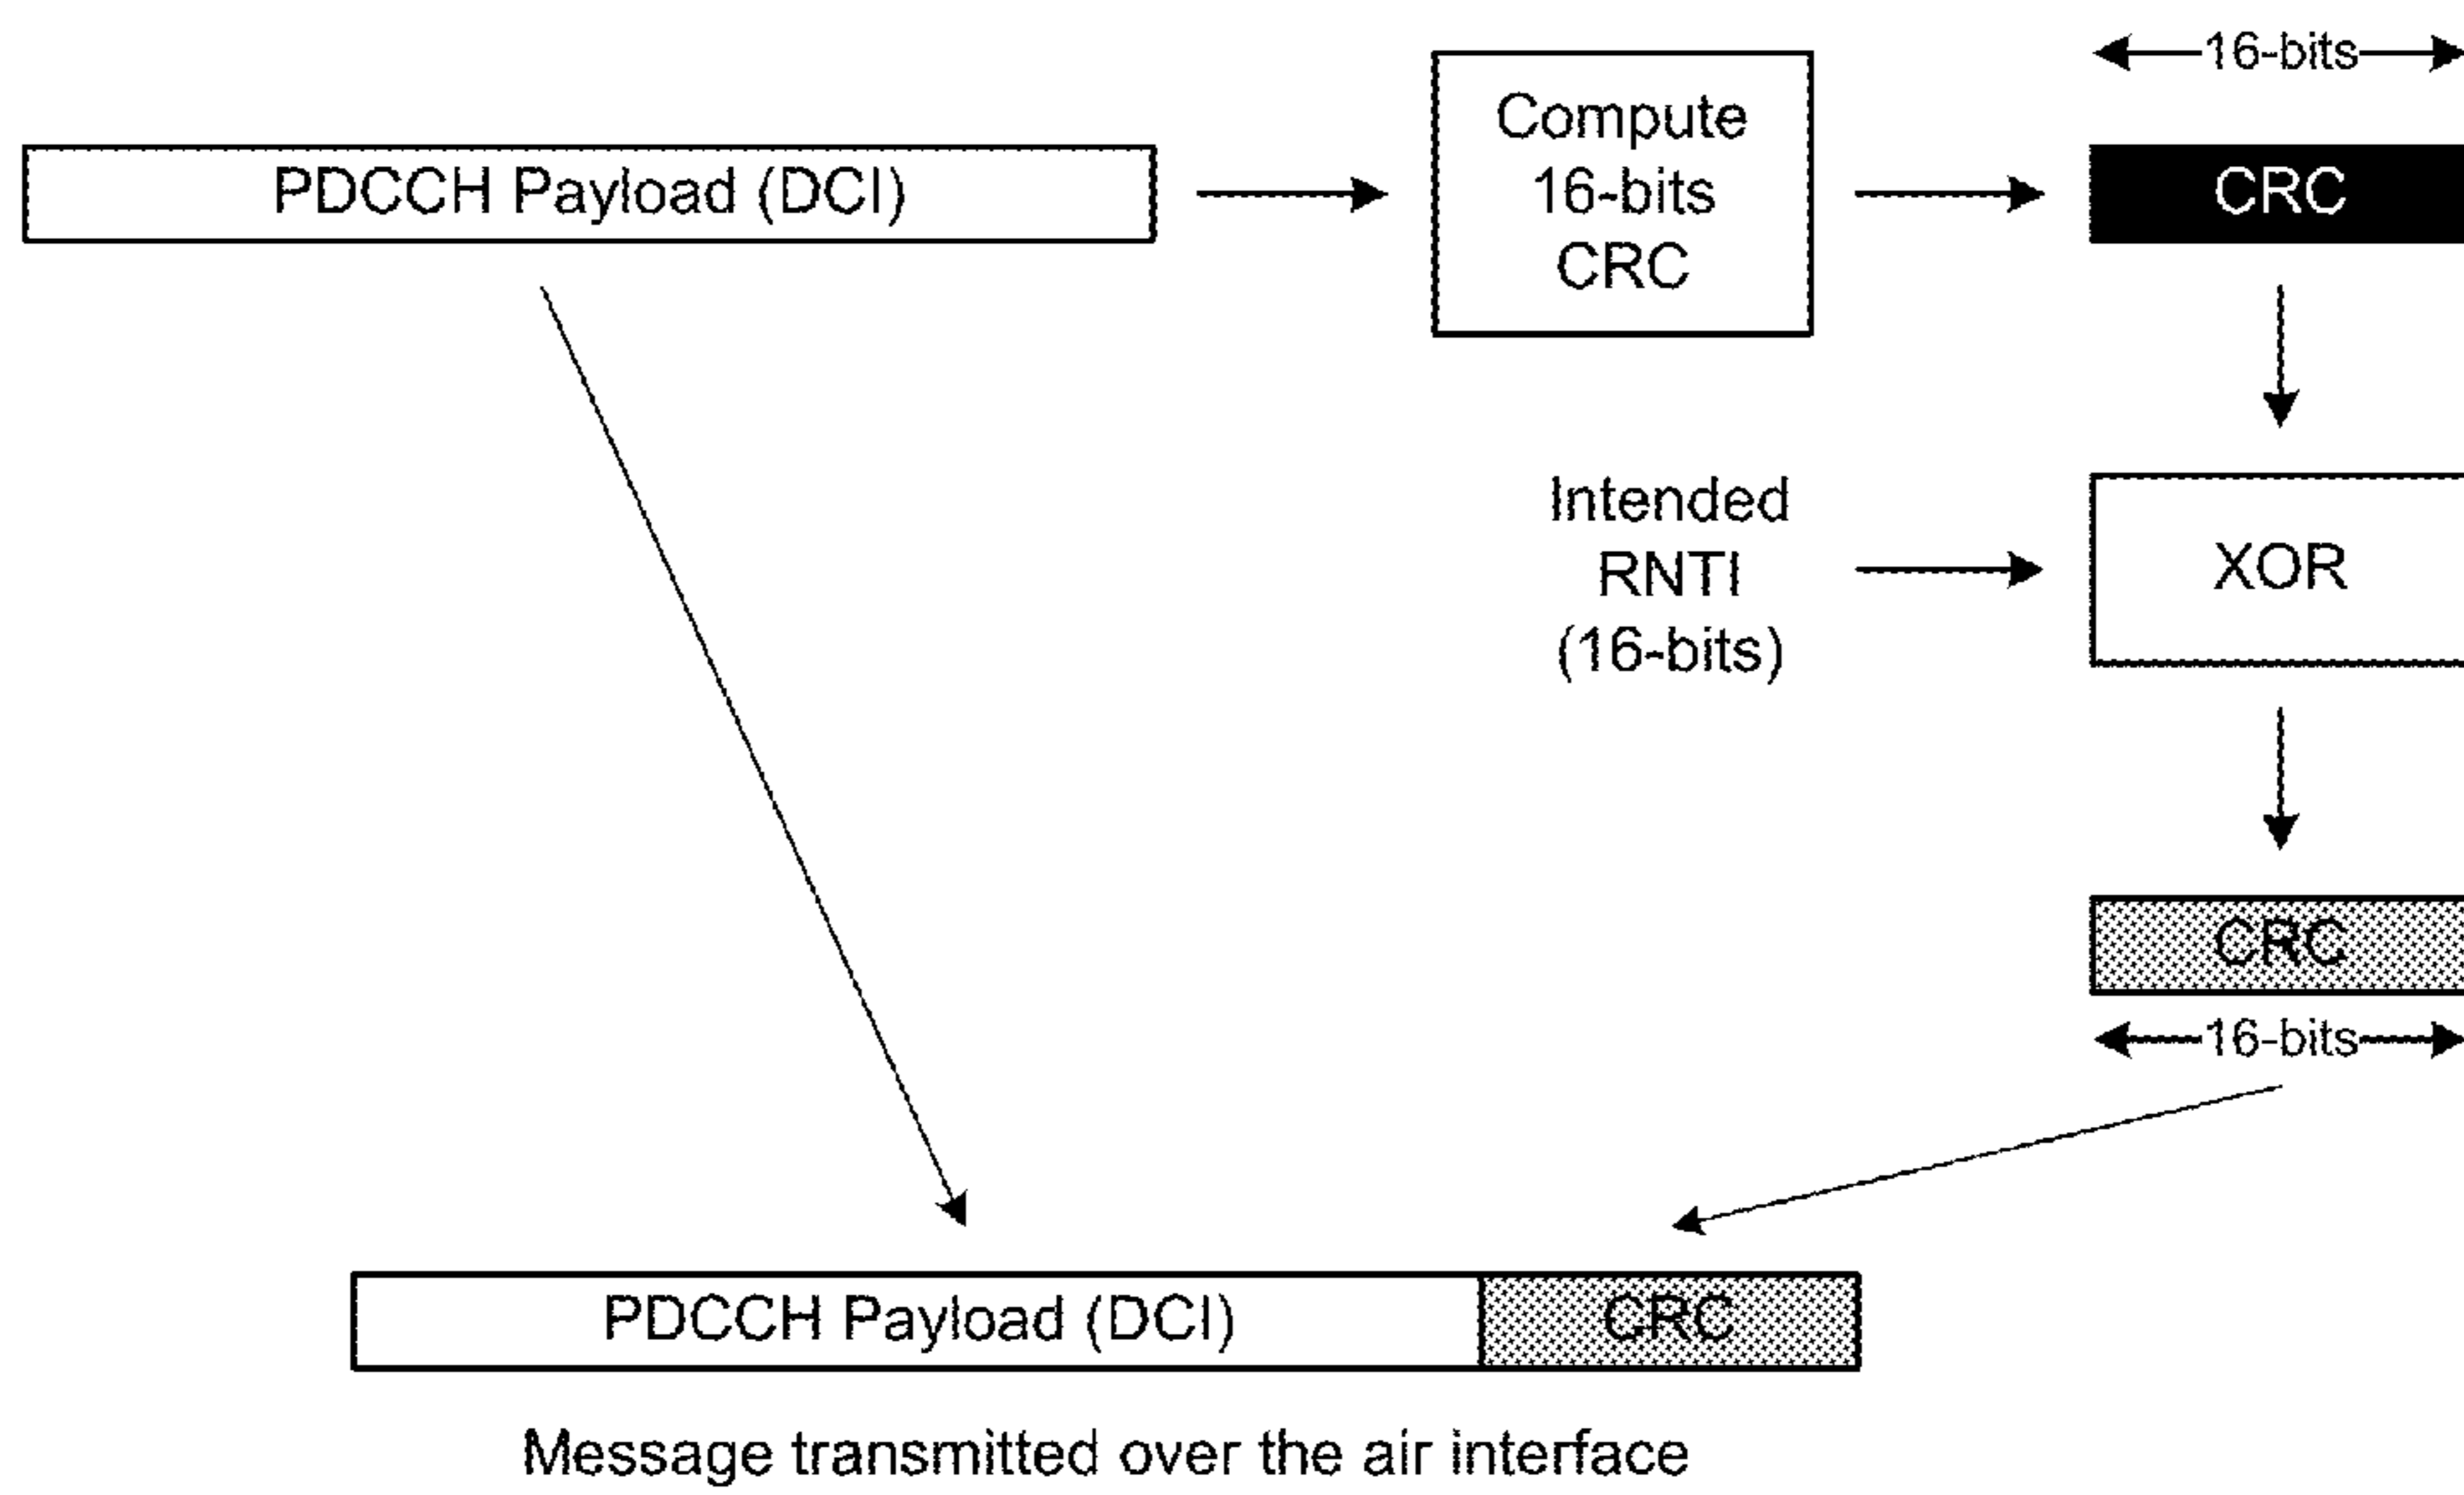 16-bits
PDCCH Payload (DCI)
Compute
16-bits
CRC
CRC
Intended
RNTI
(16-bits)
XOR
CRC
16-bits
PDCCH Payload (DCI) CRC
Message transmitted over the air interface